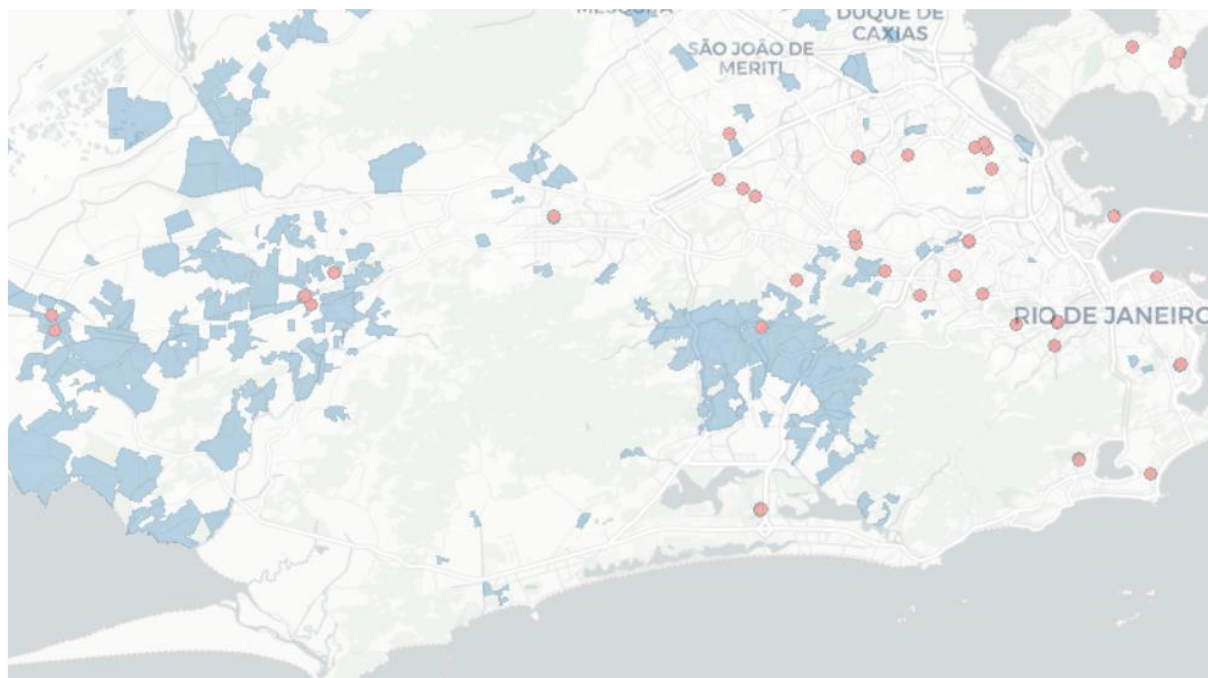 DUQUE DE
CAXIAS
SÃO JOÃO DE
MERITI
RIO DE JANEIRO